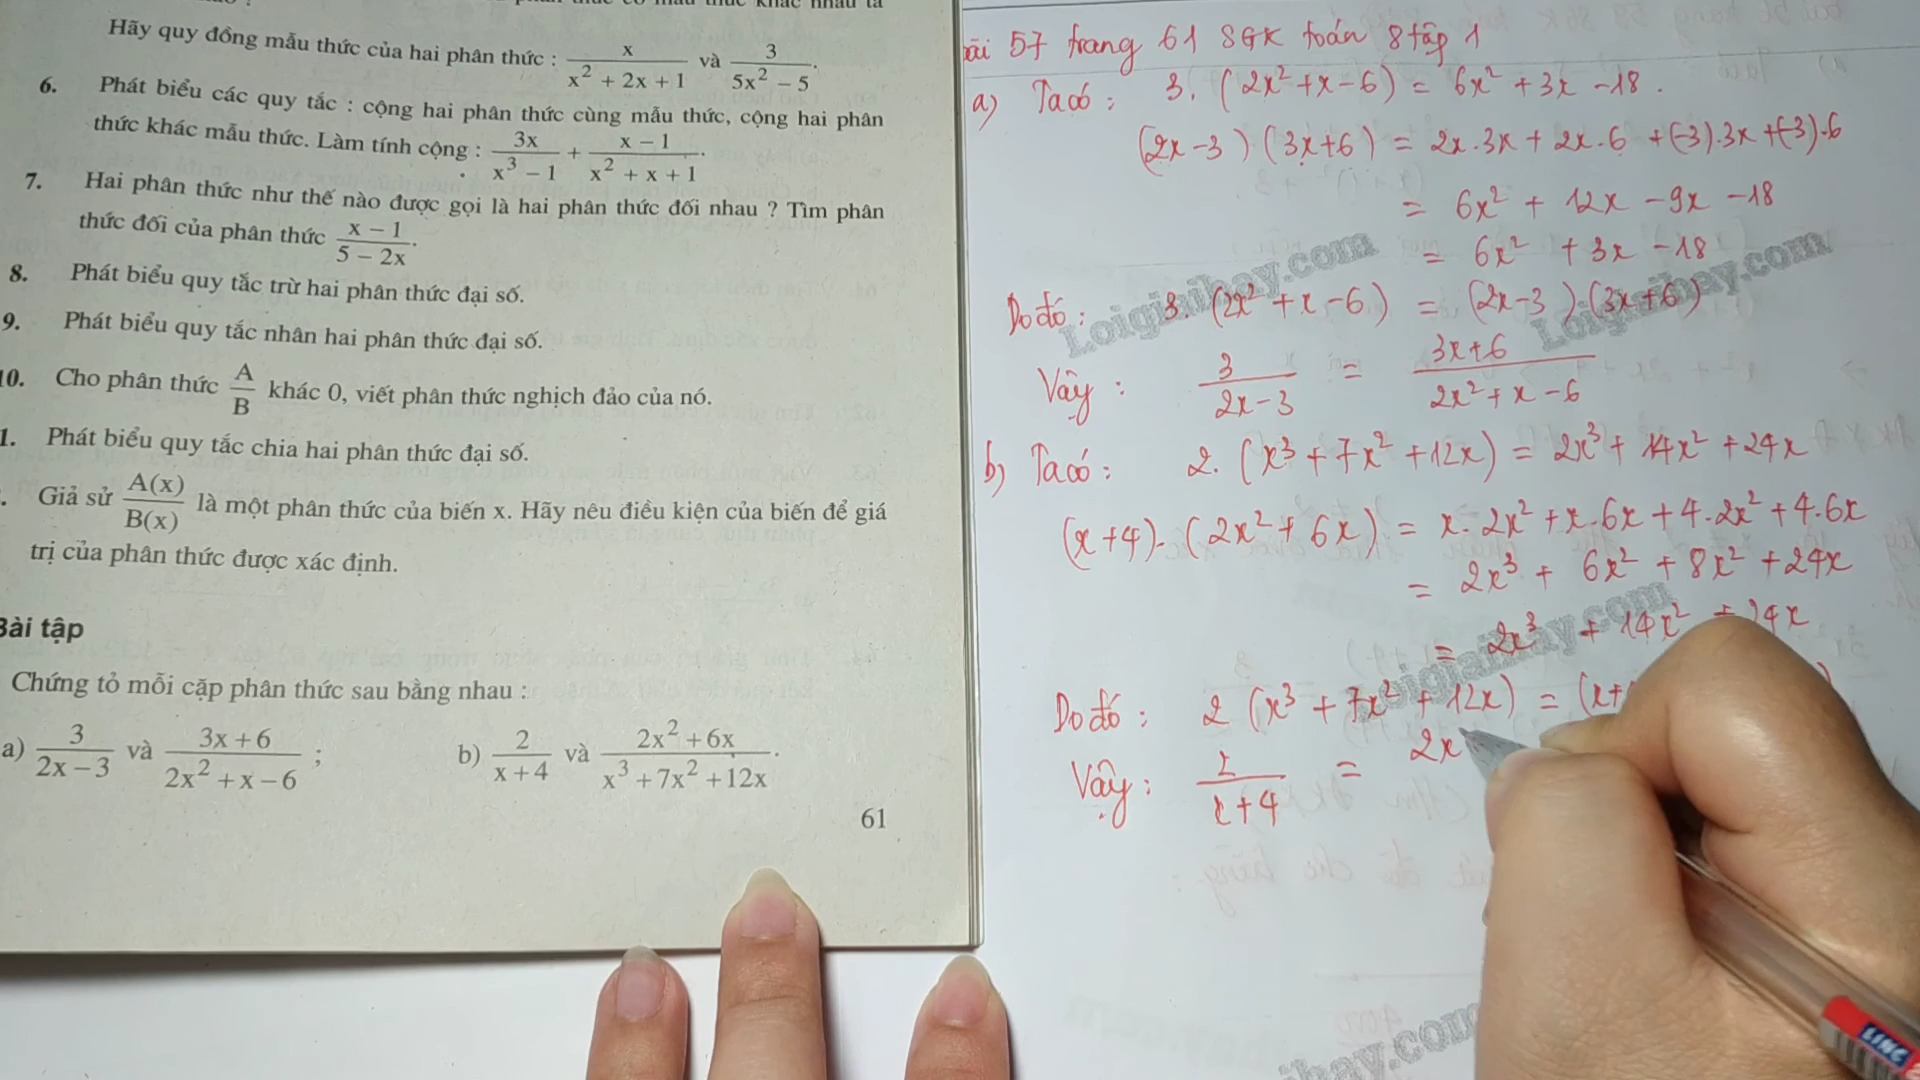 Hãy quy đồng mẫu thức của hai phân thức : x/(x² + 2x + 1) và 3/(5x² − 5).
6. Phát biểu các quy tắc : cộng hai phân thức cùng mẫu thức, cộng hai phân
thức khác mẫu thức. Làm tính cộng : 3x/(x³ − 1) + (x − 1)/(x² + x + 1).
7. Hai phân thức như thế nào được gọi là hai phân thức đối nhau ? Tìm phân
thức đối của phân thức (x − 1)/(5 − 2x).
8. Phát biểu quy tắc trừ hai phân thức đại số.
9. Phát biểu quy tắc nhân hai phân thức đại số.
10. Cho phân thức A/B khác 0, viết phân thức nghịch đảo của nó.
1. Phát biểu quy tắc chia hai phân thức đại số.
. Giả sử A(x)/B(x) là một phân thức của biến x. Hãy nêu điều kiện của biến để giá
trị của phân thức được xác định.
Bài tập
Chứng tỏ mỗi cặp phân thức sau bằng nhau :
a) 3/(2x − 3) và (3x + 6)/(2x² + x − 6) ; b) 2/(x + 4) và (2x² + 6x)/(x³ + 7x² + 12x).
61
bài 57 trang 61 SGK toán 8 tập 1
a) Ta có : 3. (2x² + x − 6) = 6x² + 3x − 18.
(2x − 3) (3x + 6) = 2x.3x + 2x.6 + (−3).3x + (−3).6
= 6x² + 12x − 9x − 18
= 6x² + 3x − 18
Do đó : 3. (2x² + x − 6) = (2x − 3).(3x + 6)
Vậy : 3/(2x − 3) = (3x + 6)/(2x² + x − 6)
b) Ta có : 2. (x³ + 7x² + 12x) = 2x³ + 14x² + 24x
(x + 4). (2x² + 6x) = x.2x² + x.6x + 4.2x² + 4.6x
= 2x³ + 6x² + 8x² + 24x
= 2x³ + 14x² + 24x
Do đó : 2 (x³ + 7x² + 12x) = (x+
Vậy : 2/(x + 4) = 2x
Loigiaihay.com
Loigiaihay.com
Loigiaihay.com
LINC